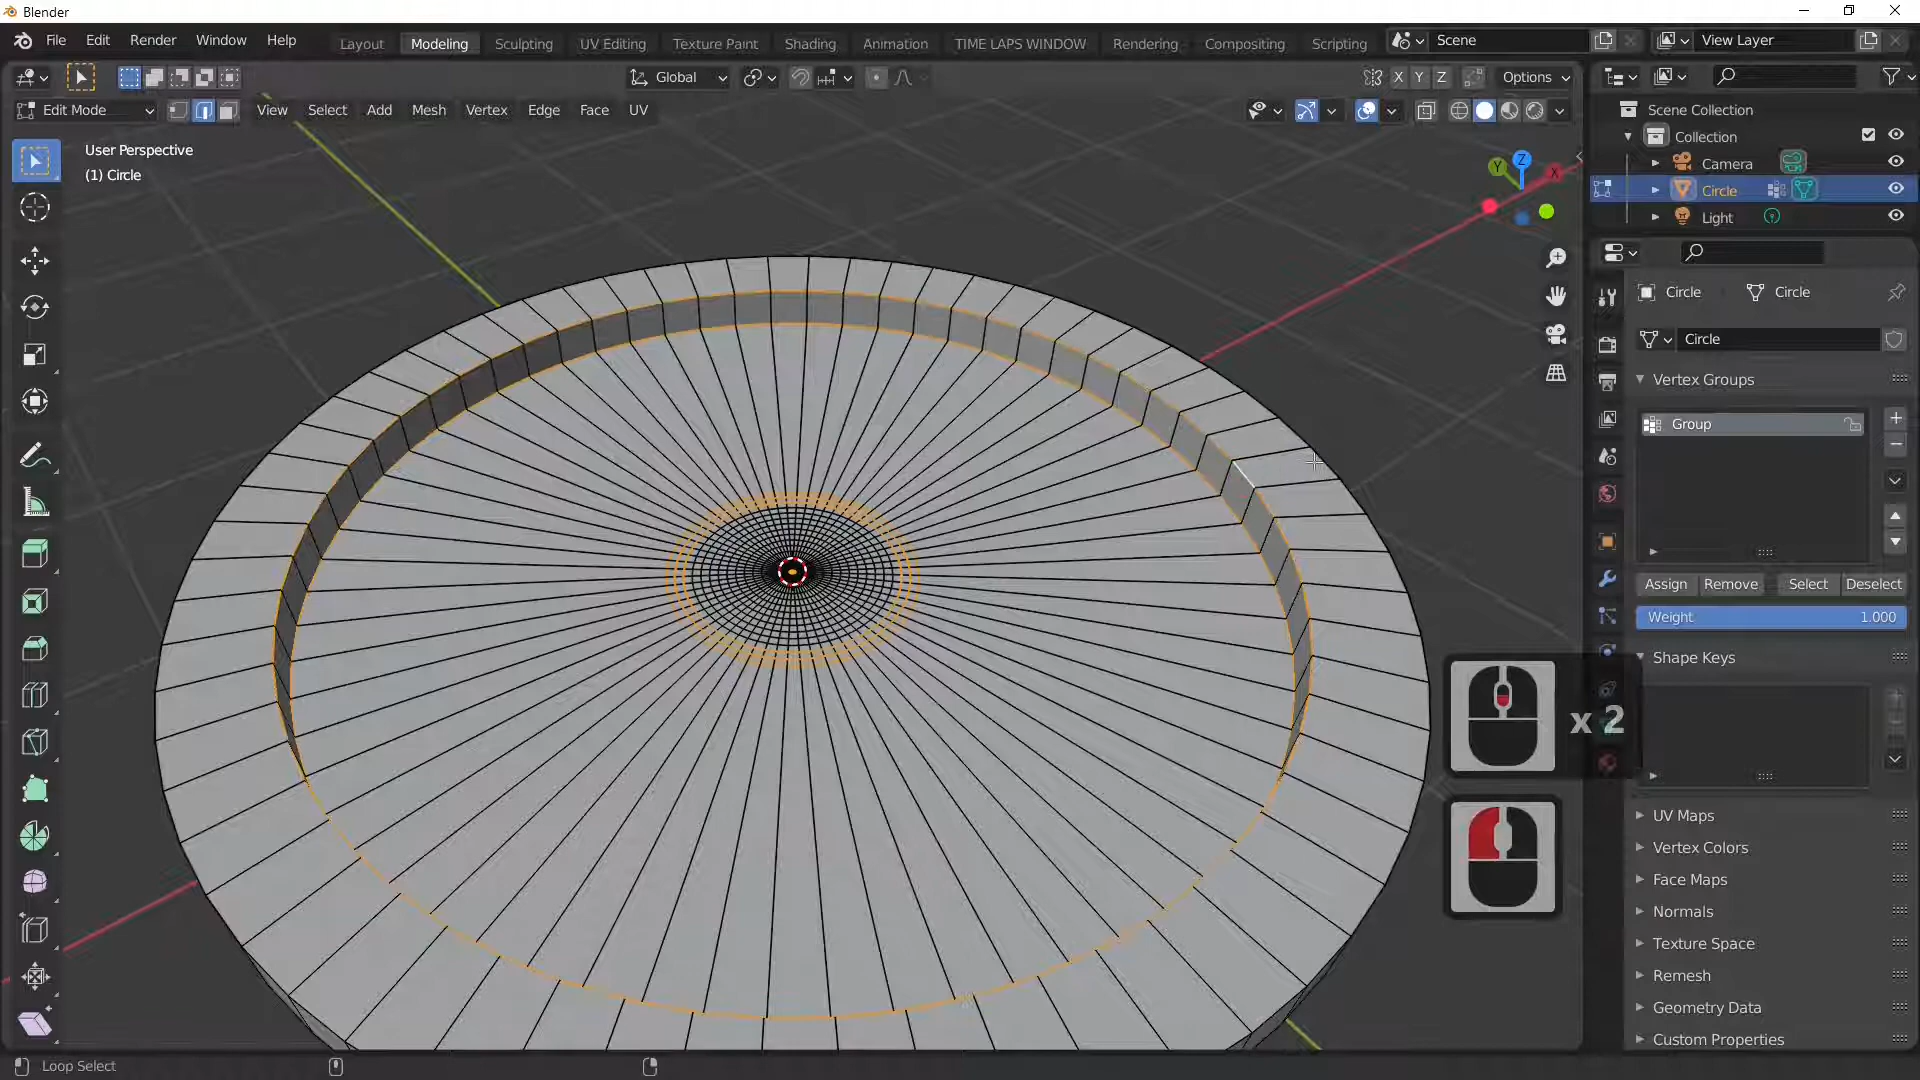 Blender
File Edit Render Window Help Layout Modeling Sculpting UV Editing Texture Paint Shading Animation TIME LAPS WINDOW Rendering Compositing Scripting Scene View Layer
Global X Y Z Options
Edit Mode View Select Add Mesh Vertex Edge Face UV
User Perspective
(1) Circle
Y Z X
Scene Collection
Collection
Camera
Circle
Light
Circle Circle
Circle
Vertex Groups
Group
Assign Remove Select Deselect
Weight 1.000
Shape Keys
x 2
UV Maps
Vertex Colors
Face Maps
Normals
Texture Space
Remesh
Geometry Data
Custom Properties
Loop Select